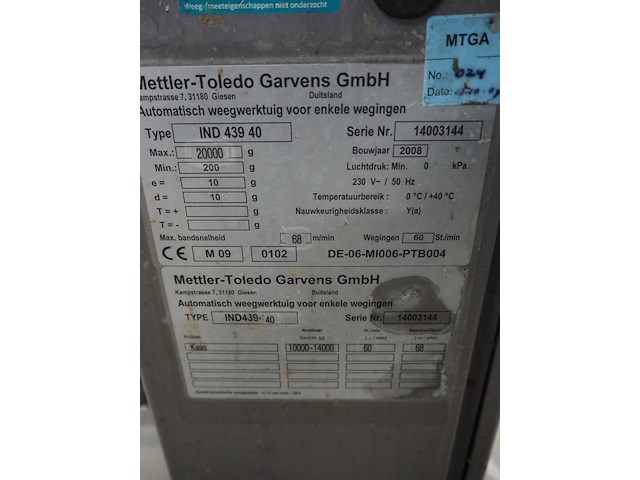 Weeg-/meeteigenschappen niet onderzocht
MTGA
No.: 024
Date:
Mettler-Toledo Garvens GmbH
Kampstrasse 7, 31180 Giesen Duitsland
Automatisch weegwerktuig voor enkele wegingen
Type IND 439 40 Serie Nr. 14003144
Max.: 20000 g Bouwjaar 2008
Min.: 200 g Luchtdruk: Min. 0 kPa
e = 10 g 230 V~ / 50 Hz
d = 10 g Temperatuurbereik : 0 °C / +40 °C
T = + g Nauwkeurigheidsklasse : Y(a)
T = - g
Max. bandsnelheid 68 m/min Wegingen 60 St./min
CE M 09 0102 DE-06-MI006-PTB004
Mettler-Toledo Garvens GmbH
Kampstrasse 7, 31180 Giesen Duitsland
Automatisch weegwerktuig voor enkele wegingen
TYPE IND439- 40 Serie Nr. 14003144
Kaas 10000-14000 60 68